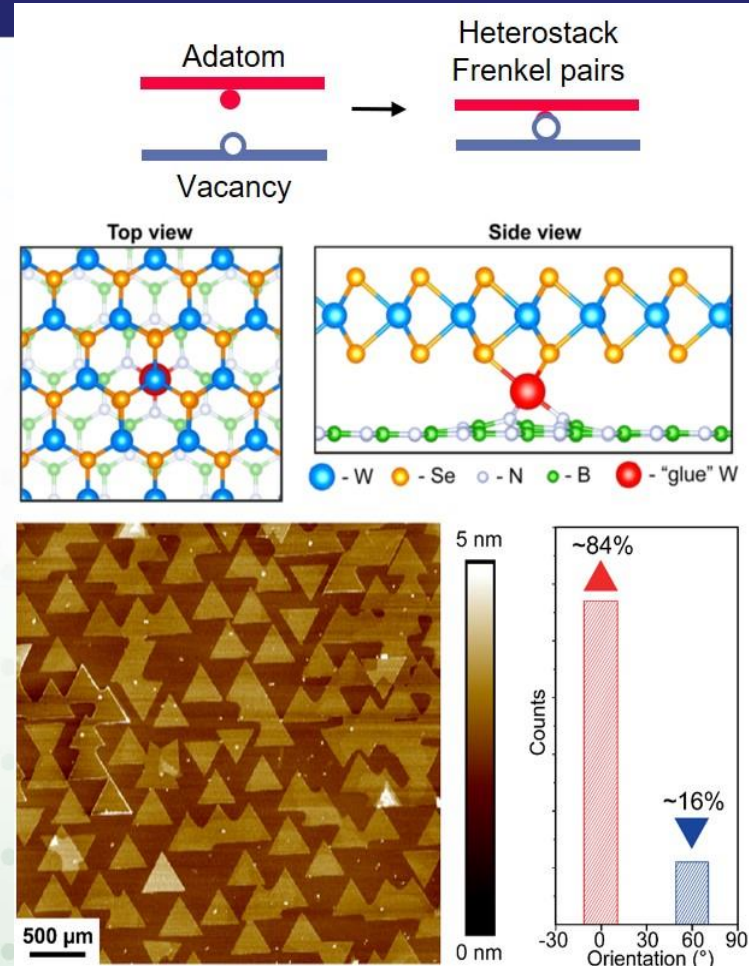 Adatom
Heterostack
Frenkel pairs
Vacancy
Top view
Side view
- W - Se - N - B - "glue" W
5 nm
0 nm
500 µm
~84%
~16%
Counts
-30 0 30 60 90
Orientation (°)